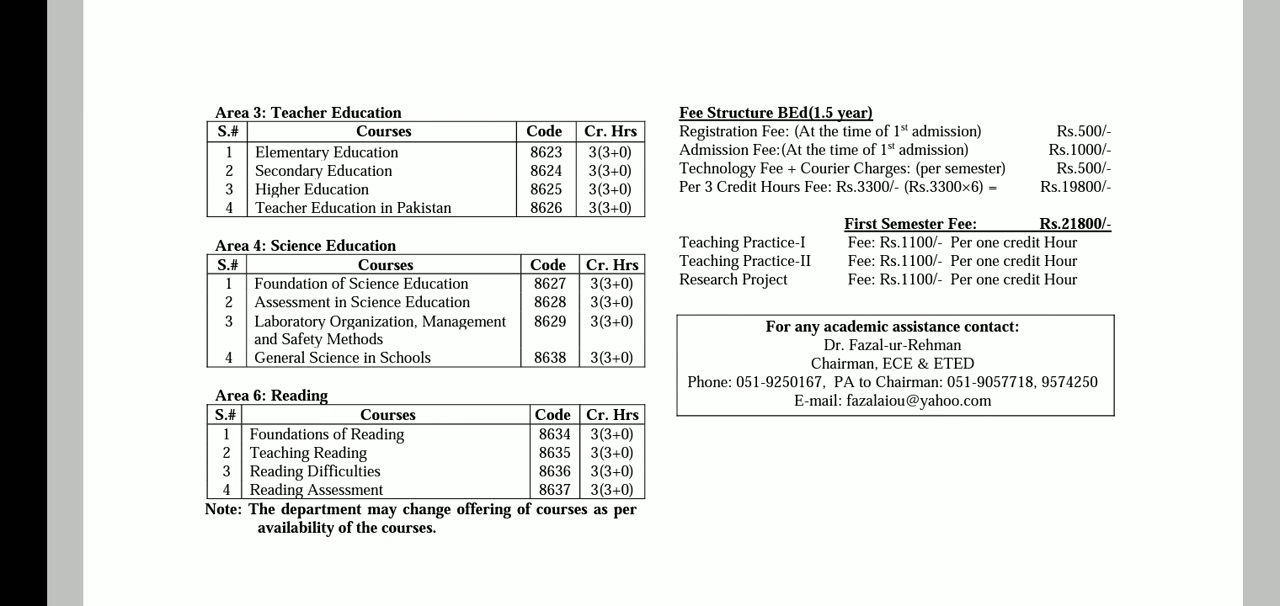 Area 3: Teacher Education
S.# Courses Code Cr. Hrs
1 Elementary Education 8623 3(3+0)
2 Secondary Education 8624 3(3+0)
3 Higher Education 8625 3(3+0)
4 Teacher Education in Pakistan 8626 3(3+0)
Area 4: Science Education
S.# Courses Code Cr. Hrs
1 Foundation of Science Education 8627 3(3+0)
2 Assessment in Science Education 8628 3(3+0)
3 Laboratory Organization, Management 8629 3(3+0)
and Safety Methods
4 General Science in Schools 8638 3(3+0)
Area 6: Reading
S.# Courses Code Cr. Hrs
1 Foundations of Reading 8634 3(3+0)
2 Teaching Reading 8635 3(3+0)
3 Reading Difficulties 8636 3(3+0)
4 Reading Assessment 8637 3(3+0)
Note: The department may change offering of courses as per
availability of the courses.
Fee Structure BEd(1.5 year)
Registration Fee: (At the time of 1st admission) Rs.500/-
Admission Fee:(At the time of 1st admission) Rs.1000/-
Technology Fee + Courier Charges: (per semester) Rs.500/-
Per 3 Credit Hours Fee: Rs.3300/- (Rs.3300×6) = Rs.19800/-
First Semester Fee: Rs.21800/-
Teaching Practice-I Fee: Rs.1100/- Per one credit Hour
Teaching Practice-II Fee: Rs.1100/- Per one credit Hour
Research Project Fee: Rs.1100/- Per one credit Hour
For any academic assistance contact:
Dr. Fazal-ur-Rehman
Chairman, ECE & ETED
Phone: 051-9250167, PA to Chairman: 051-9057718, 9574250
E-mail: fazalaiou@yahoo.com